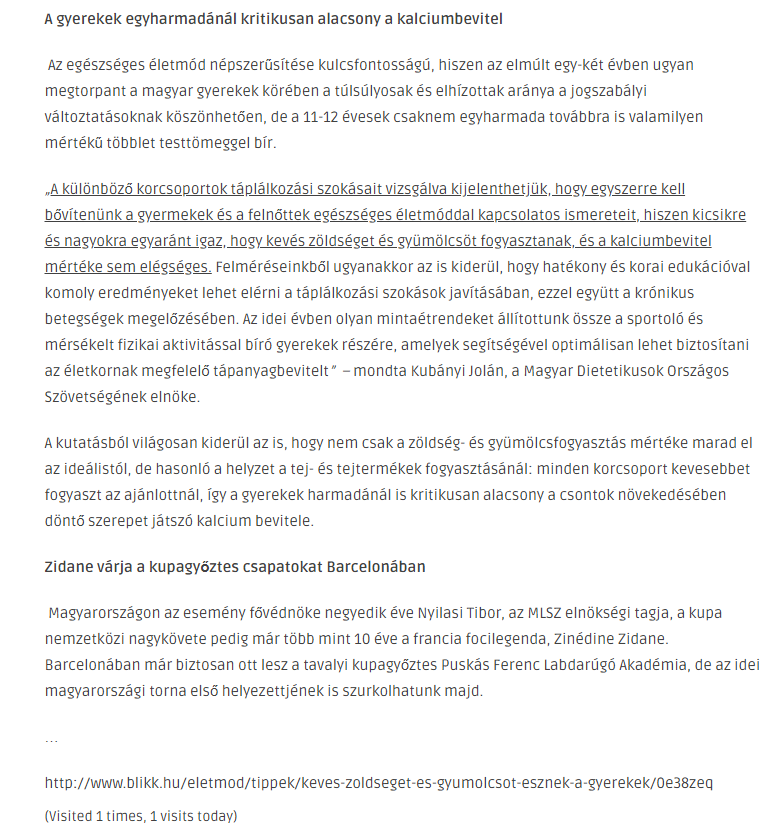 A gyerekek egyharmadánál kritikusan alacsony a kalciumbevitel
Az egészséges életmód népszerűsítése kulcsfontosságú, hiszen az elmúlt egy-két évben ugyan
megtorpant a magyar gyerekek körében a túlsúlyosak és elhízottak aránya a jogszabályi
változtatásoknak köszönhetően, de a 11-12 évesek csaknem egyharmada továbbra is valamilyen
mértékű többlet testtömeggel bír.
„A különböző korcsoportok táplálkozási szokásait vizsgálva kijelenthetjük, hogy egyszerre kell
bővítenünk a gyermekek és a felnőttek egészséges életmóddal kapcsolatos ismereteit, hiszen kicsikre
és nagyokra egyaránt igaz, hogy kevés zöldséget és gyümölcsöt fogyasztanak, és a kalciumbevitel
mértéke sem elégséges. Felméréseinkből ugyanakkor az is kiderül, hogy hatékony és korai edukációval
komoly eredményeket lehet elérni a táplálkozási szokások javításában, ezzel együtt a krónikus
betegségek megelőzésében. Az idei évben olyan mintaétrendeket állítottunk össze a sportoló és
mérsékelt fizikai aktivitással bíró gyerekek részére, amelyek segítségével optimálisan lehet biztosítani
az életkornak megfelelő tápanyagbevitelt” – mondta Kubányi Jolán, a Magyar Dietetikusok Országos
Szövetségének elnöke.
A kutatásból világosan kiderül az is, hogy nem csak a zöldség- és gyümölcsfogyasztás mértéke marad el
az ideálistól, de hasonló a helyzet a tej- és tejtermékek fogyasztásánál: minden korcsoport kevesebbet
fogyaszt az ajánlottnál, így a gyerekek harmadánál is kritikusan alacsony a csontok növekedésében
döntő szerepet játszó kalcium bevitele.
Zidane várja a kupagyőztes csapatokat Barcelonában
Magyarországon az esemény fővédnöke negyedik éve Nyilasi Tibor, az MLSZ elnökségi tagja, a kupa
nemzetközi nagykövete pedig már több mint 10 éve a francia focilegenda, Zinédine Zidane.
Barcelonában már biztosan ott lesz a tavalyi kupagyőztes Puskás Ferenc Labdarúgó Akadémia, de az idei
magyarországi torna első helyezettjének is szurkolhatunk majd.
…
http://www.blikk.hu/eletmod/tippek/keves-zoldseget-es-gyumolcsot-esznek-a-gyerekek/0e38zeq
(Visited 1 times, 1 visits today)